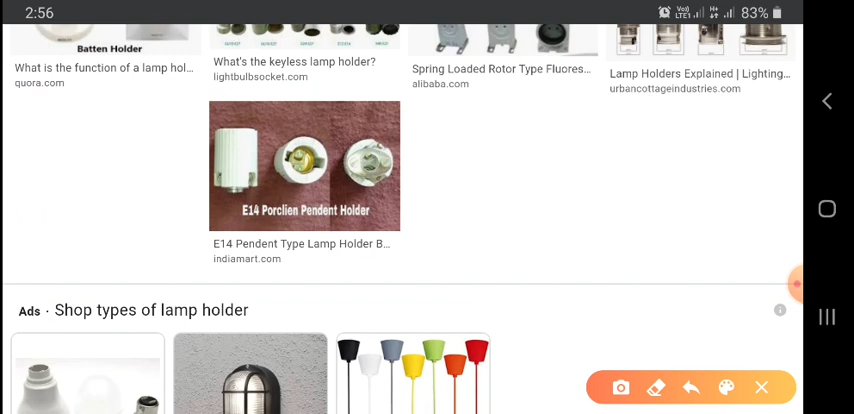 2:56
Vo)) LTE1 H+ 83%
Batten Holder
What is the function of a lamp hol...
quora.com
What's the keyless lamp holder?
lightbulbsocket.com
Spring Loaded Rotor Type Fluores...
alibaba.com
Lamp Holders Explained | Lighting...
urbancottageindustries.com
E14 Porclien Pendent Holder
E14 Pendent Type Lamp Holder B...
indiamart.com
Ads · Shop types of lamp holder